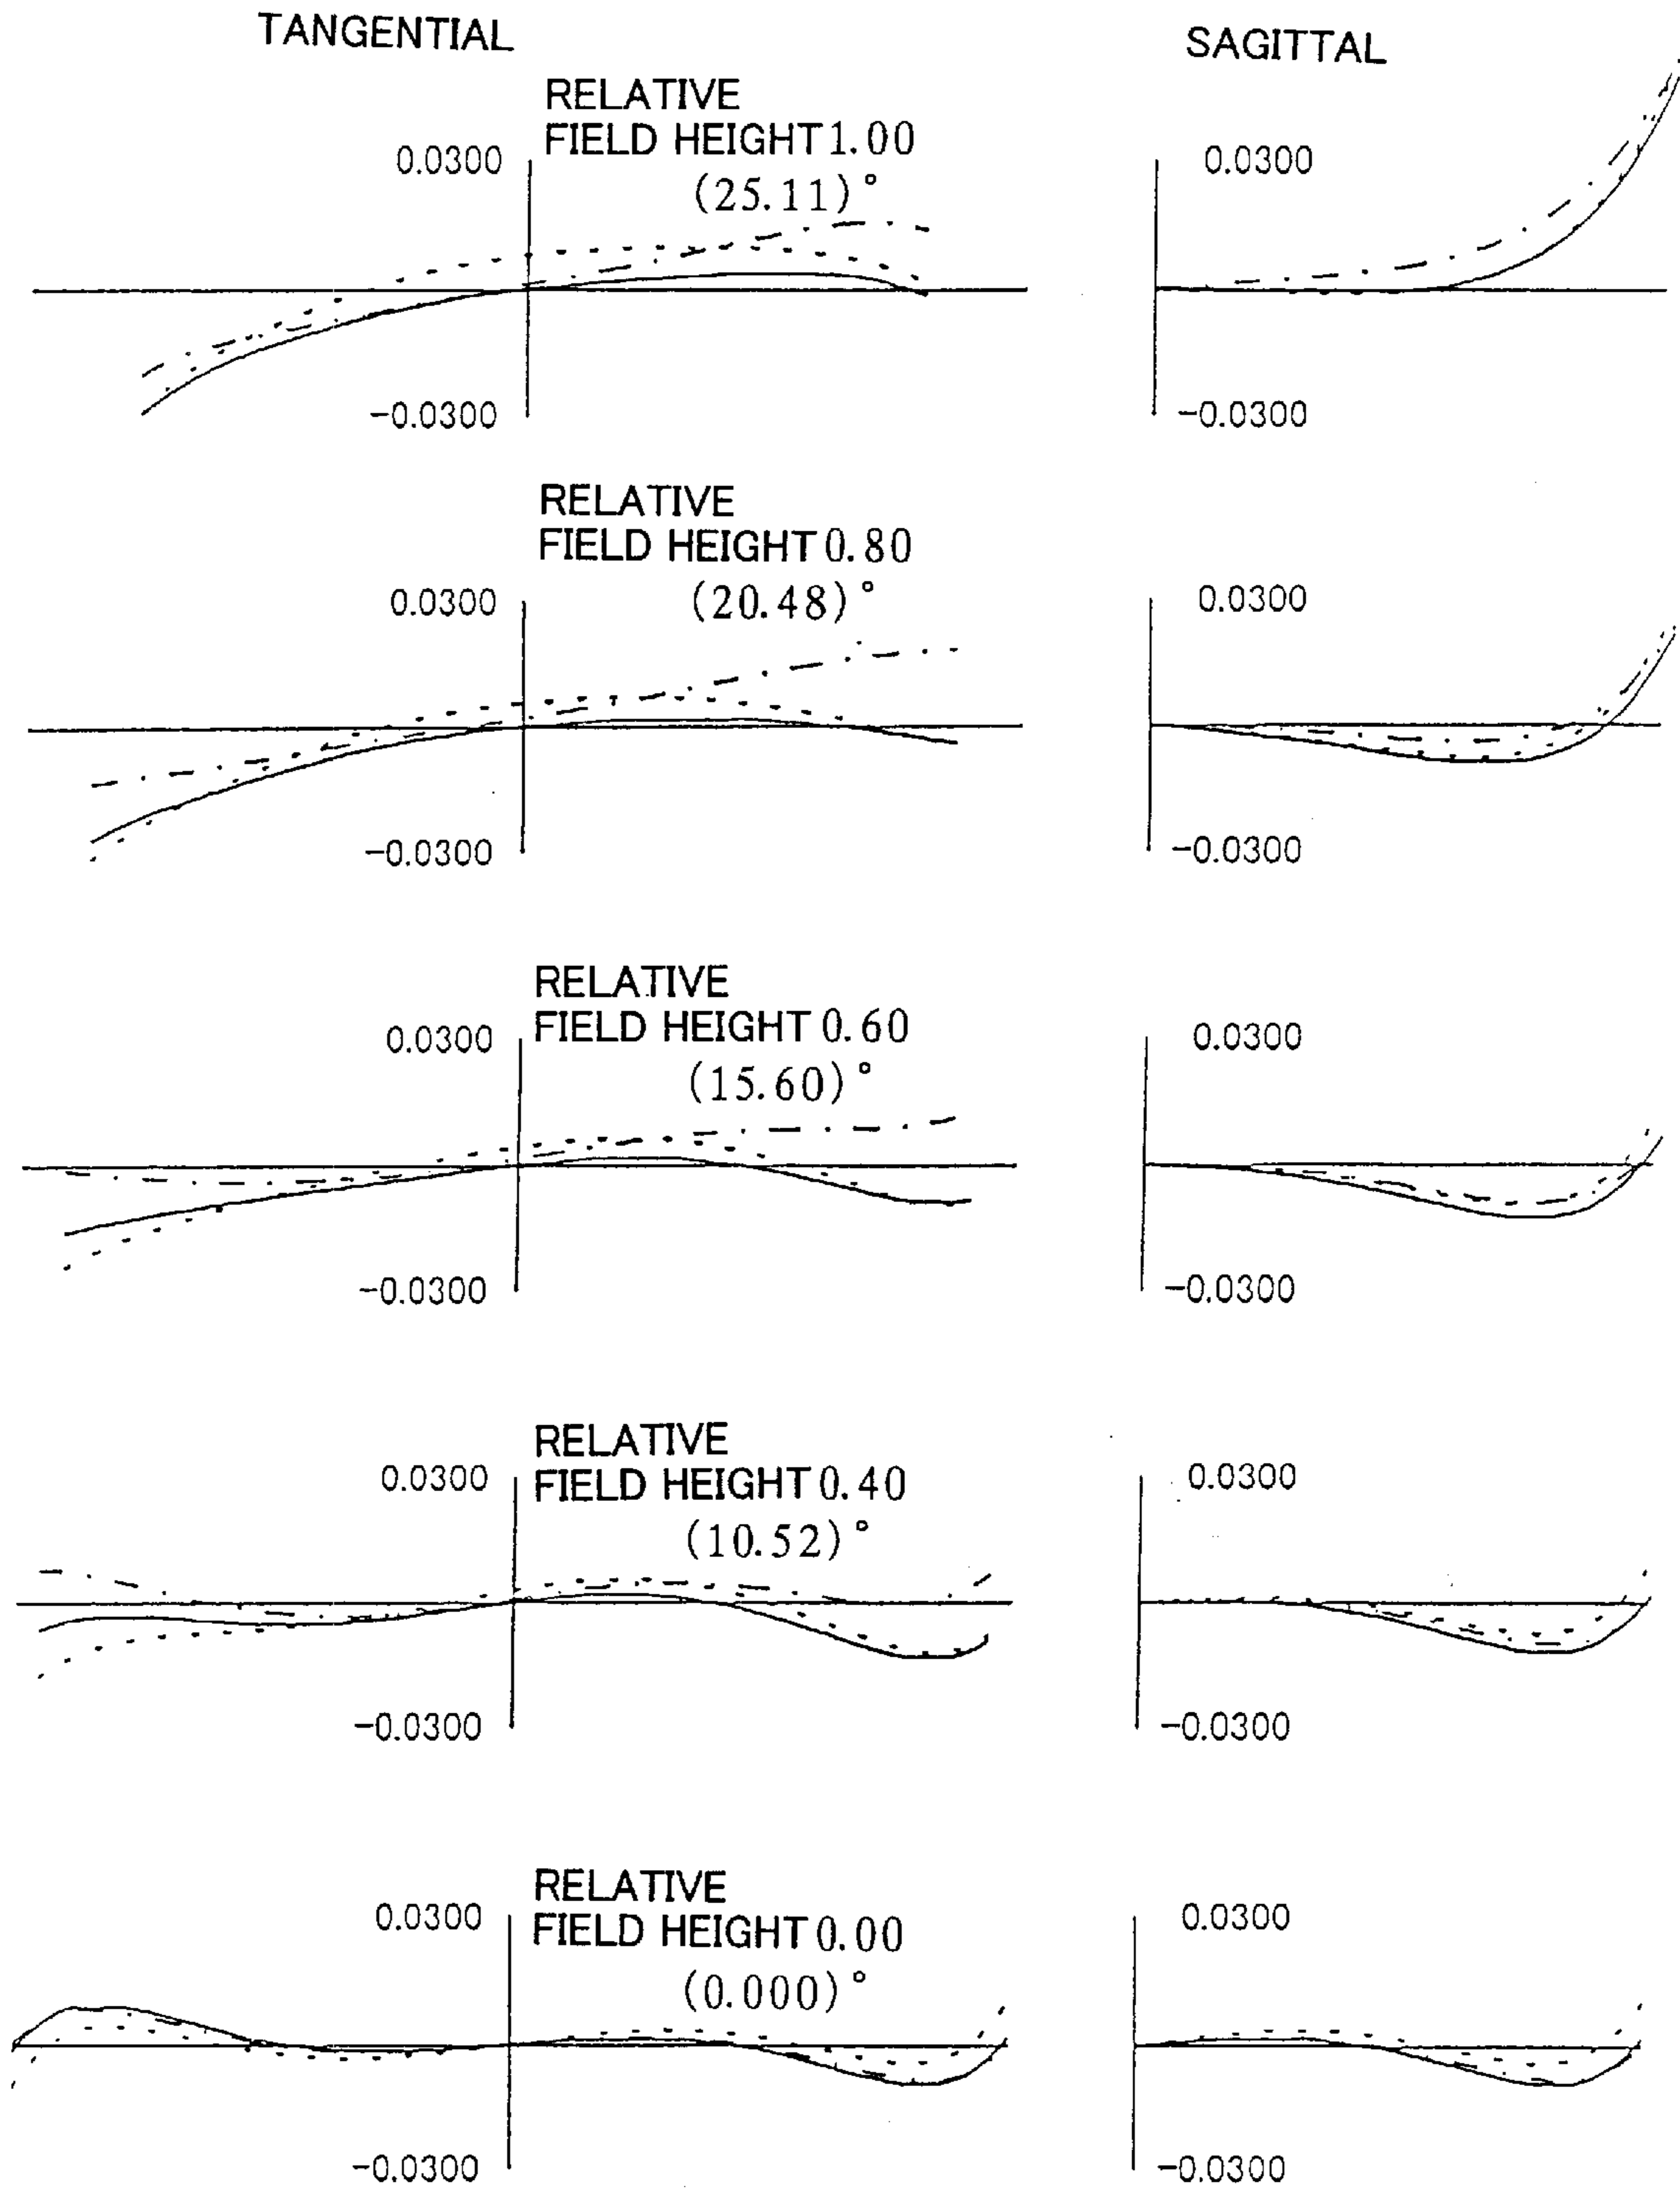 TANGENTIAL
SAGITTAL
RELATIVE
FIELD HEIGHT 1.00
(25.11)°
0.0300
-0.0300
0.0300
-0.0300
RELATIVE
FIELD HEIGHT 0.80
(20.48)°
0.0300
-0.0300
0.0300
-0.0300
RELATIVE
FIELD HEIGHT 0.60
(15.60)°
0.0300
-0.0300
0.0300
-0.0300
RELATIVE
FIELD HEIGHT 0.40
(10.52)°
0.0300
-0.0300
0.0300
-0.0300
RELATIVE
FIELD HEIGHT 0.00
(0.000)°
0.0300
-0.0300
0.0300
-0.0300